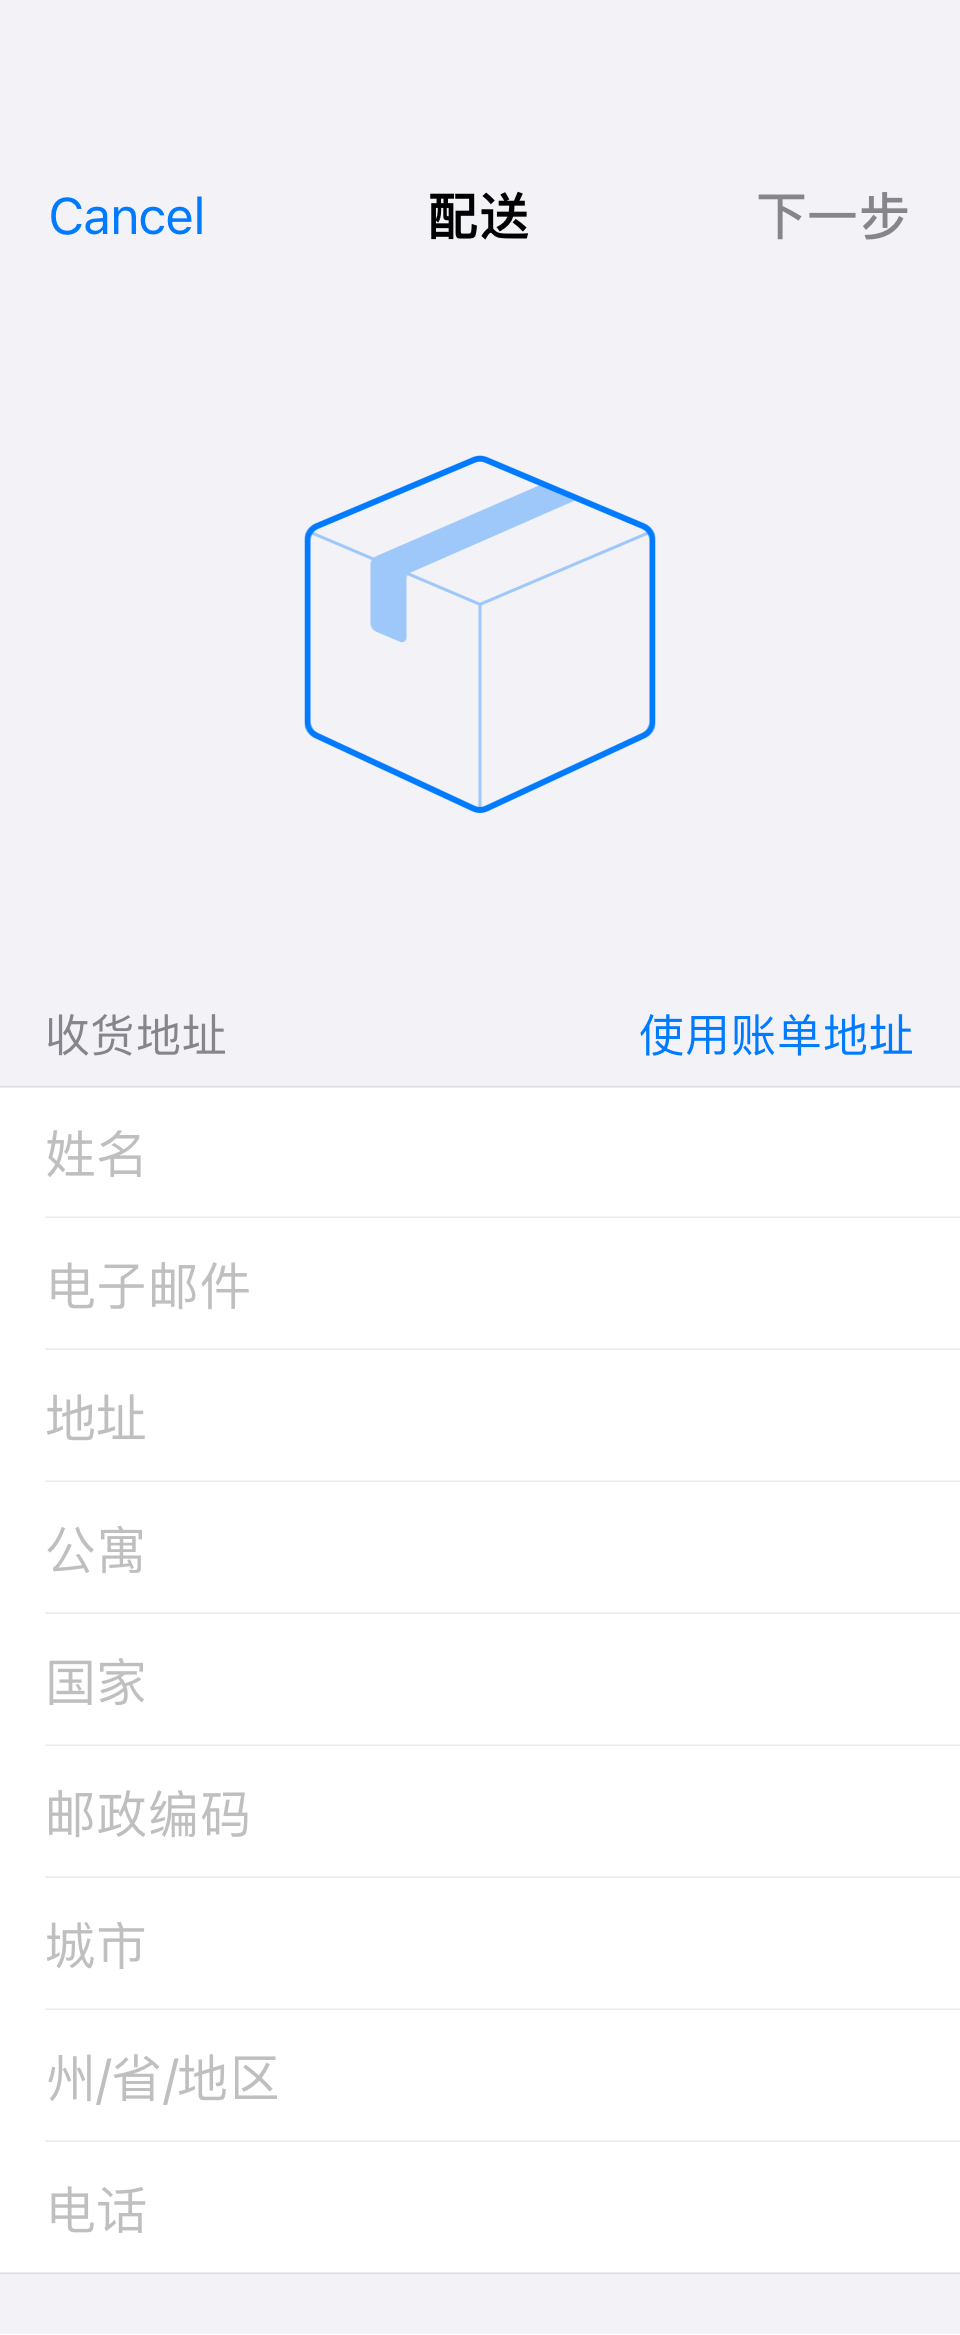 Cancel 配送 下一步
收货地址 使用账单地址
姓名
电子邮件
地址
公寓
国家
邮政编码
城市
州/省/地区
电话